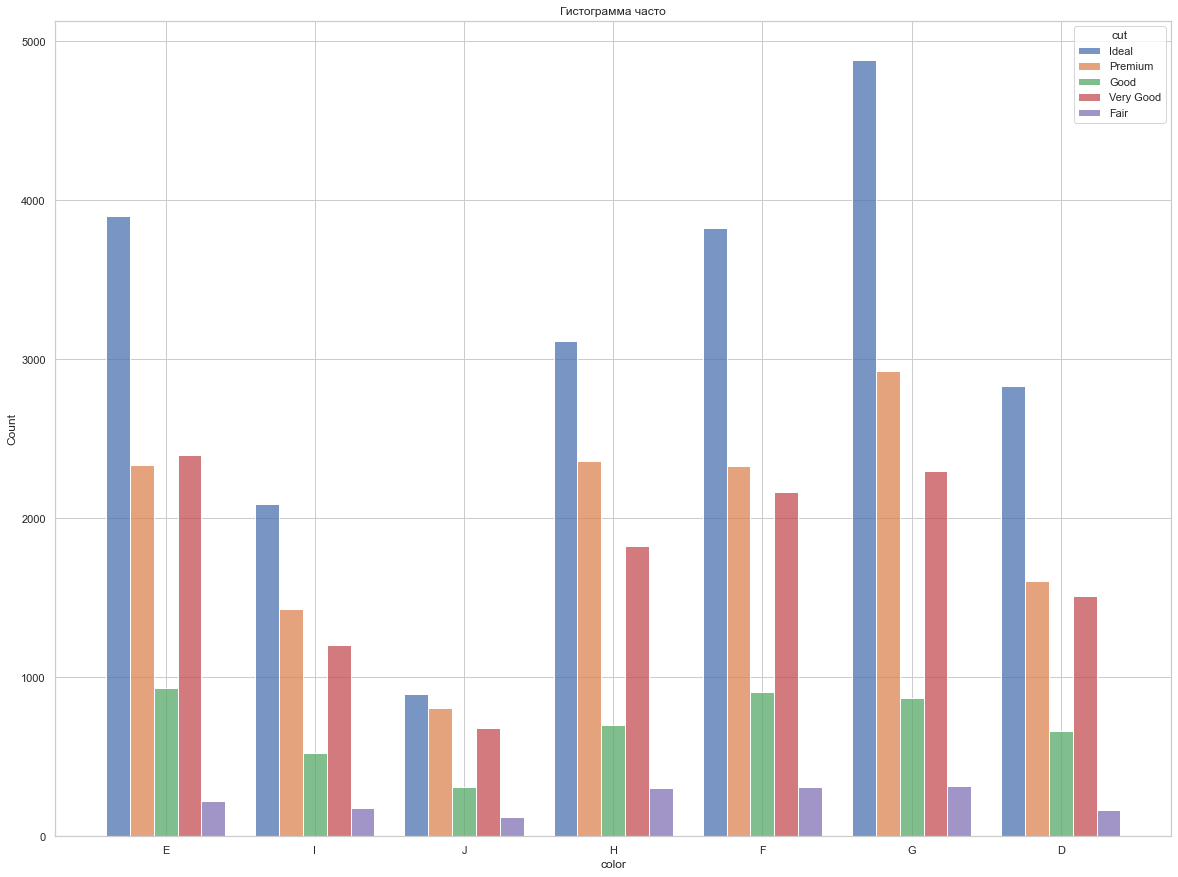 Гистограмма часто
cut
Ideal
Premium
Good
Very Good
Fair
5000
4000
3000
2000
1000
0
Count
E I J H F G D
color